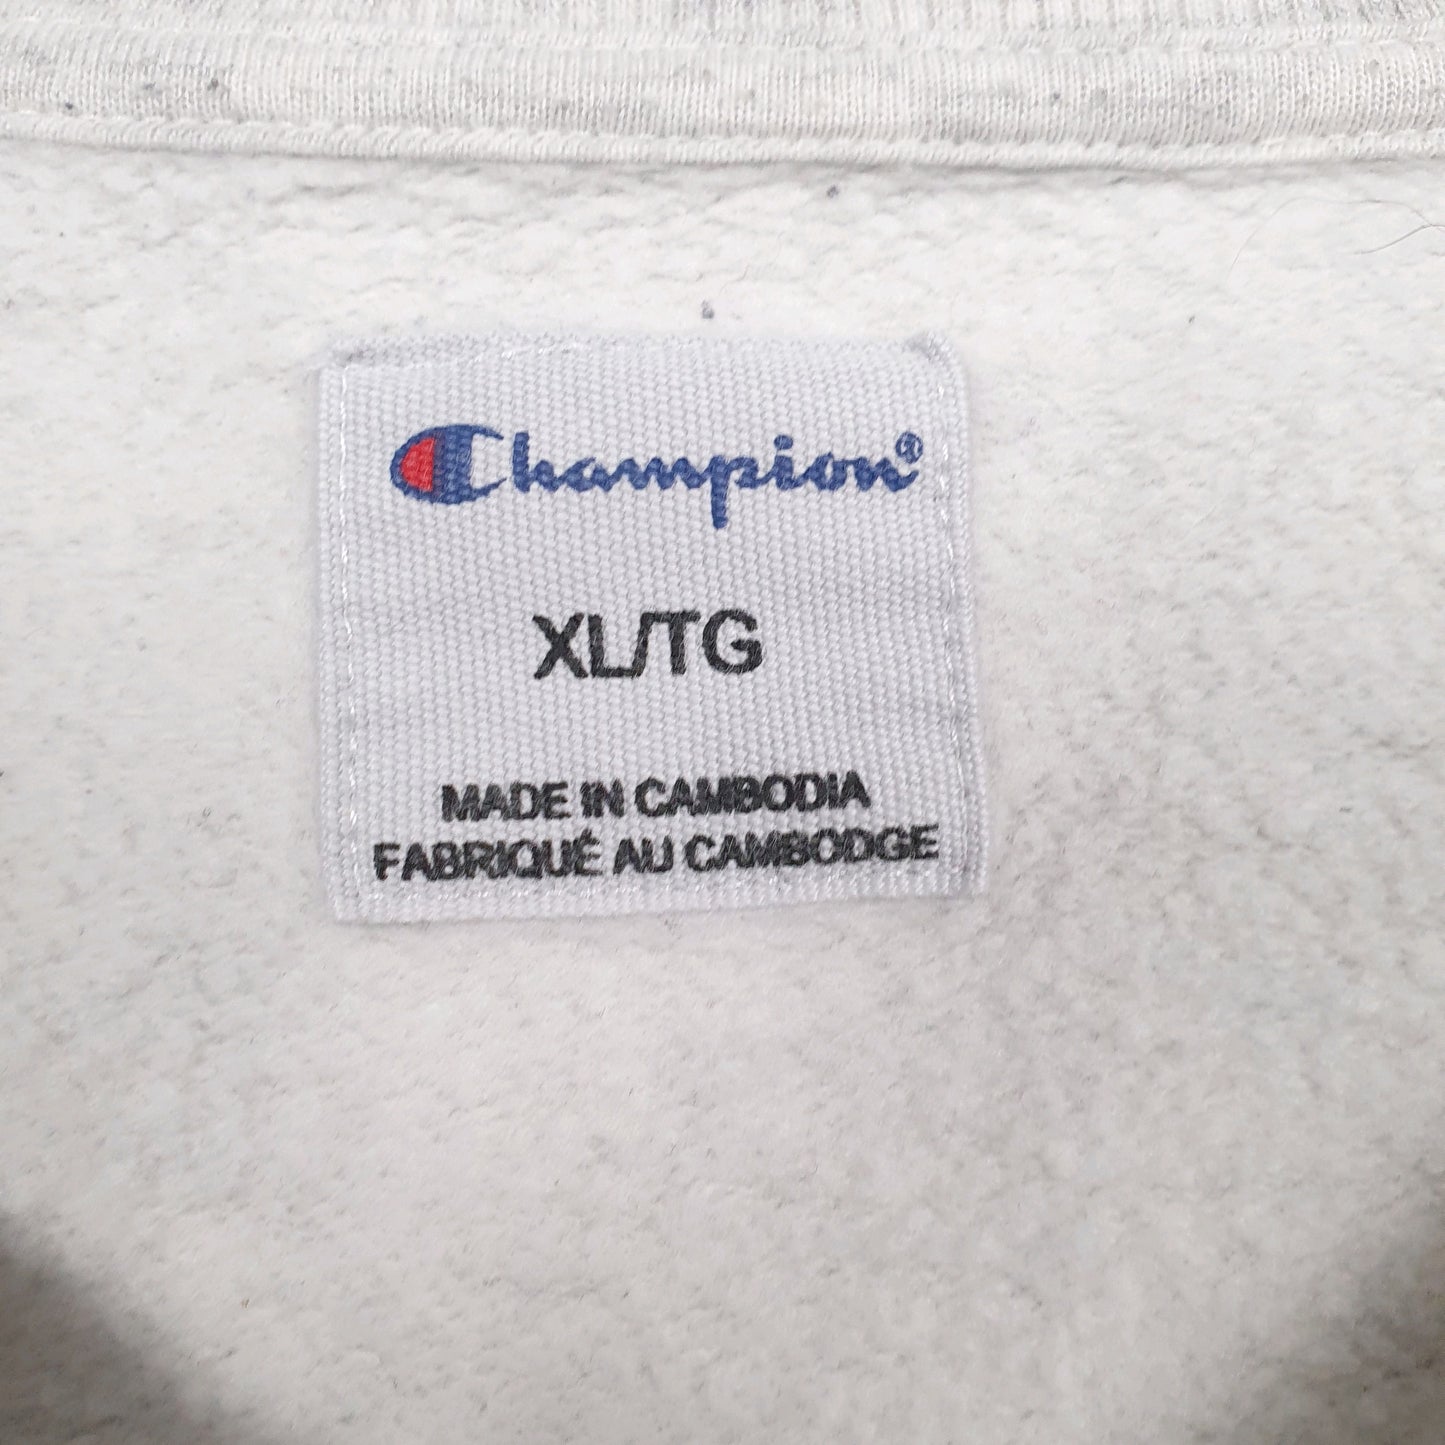 Champion®
XL/TG
MADE IN CAMBODIA
FABRIQUÉ AU CAMBODGE